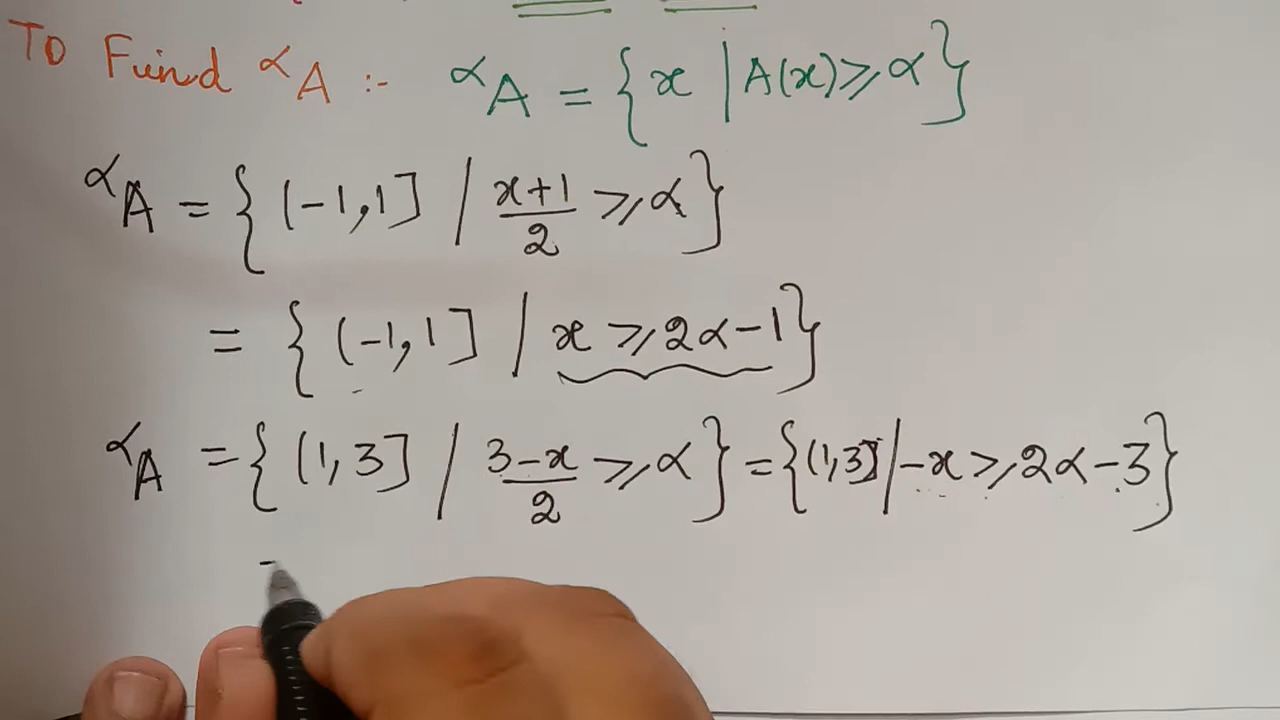 To Find ᅠαA :- αA = {x | A(x) ⩾ α}
αA = {(-1,1] / x+1/2 ⩾ α}
= {(-1,1] / x ⩾ 2α-1}
αA = {(1,3] / 3-x/2 ⩾ α} = {(1,3] / -x ⩾ 2α-3}
=